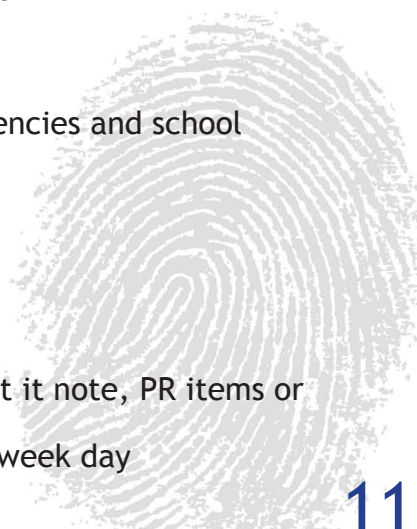 encies and school
t it note, PR items or
week day
11